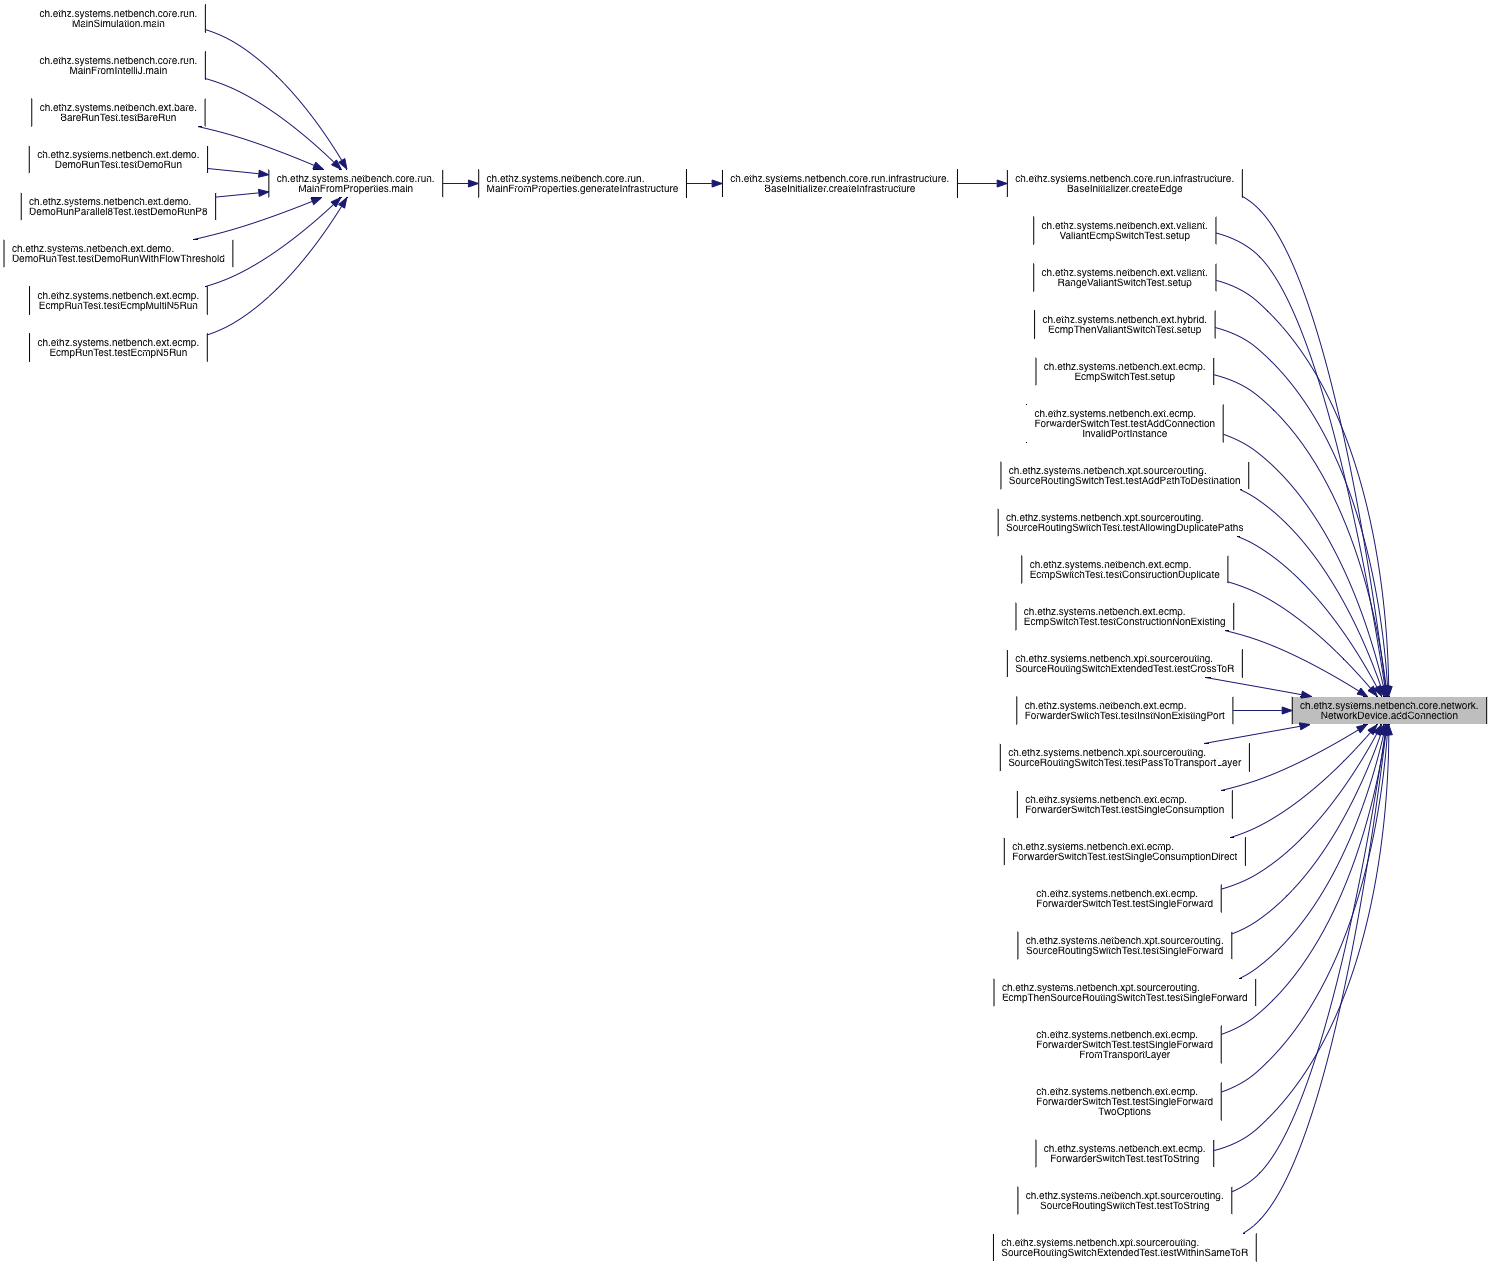 ch.ethz.systems.netbench.core.run.
MainSimulation.main
ch.ethz.systems.netbench.core.run.
MainFromIntelliJ.main
ch.ethz.systems.netbench.ext.bare.
BareRunTest.testBareRun
ch.ethz.systems.netbench.ext.demo.
DemoRunTest.testDemoRun
ch.ethz.systems.netbench.ext.demo.
DemoRunParallel8Test.testDemoRunP8
ch.ethz.systems.netbench.ext.demo.
DemoRunTest.testDemoRunWithFlowThreshold
ch.ethz.systems.netbench.ext.ecmp.
EcmpRunTest.testEcmpMultiN5Run
ch.ethz.systems.netbench.ext.ecmp.
EcmpRunTest.testEcmpN5Run
ch.ethz.systems.netbench.core.run.
MainFromProperties.main
ch.ethz.systems.netbench.core.run.
MainFromProperties.generateInfrastructure
ch.ethz.systems.netbench.core.run.infrastructure.
BaseInitializer.createInfrastructure
ch.ethz.systems.netbench.core.run.infrastructure.
BaseInitializer.createEdge
ch.ethz.systems.netbench.ext.valiant.
ValiantEcmpSwitchTest.setup
ch.ethz.systems.netbench.ext.valiant.
RangeValiantSwitchTest.setup
ch.ethz.systems.netbench.ext.hybrid.
EcmpThenValiantSwitchTest.setup
ch.ethz.systems.netbench.ext.ecmp.
EcmpSwitchTest.setup
ch.ethz.systems.netbench.ext.ecmp.
ForwarderSwitchTest.testAddConnection
InvalidPortInstance
ch.ethz.systems.netbench.xpt.sourcerouting.
SourceRoutingSwitchTest.testAddPathToDestination
ch.ethz.systems.netbench.xpt.sourcerouting.
SourceRoutingSwitchTest.testAllowingDuplicatePaths
ch.ethz.systems.netbench.ext.ecmp.
EcmpSwitchTest.testConstructionDuplicate
ch.ethz.systems.netbench.ext.ecmp.
EcmpSwitchTest.testConstructionNonExisting
ch.ethz.systems.netbench.xpt.sourcerouting.
SourceRoutingSwitchExtendedTest.testCrossToR
ch.ethz.systems.netbench.ext.ecmp.
ForwarderSwitchTest.testInstNonExistingPort
ch.ethz.systems.netbench.xpt.sourcerouting.
SourceRoutingSwitchTest.testPassToTransportLayer
ch.ethz.systems.netbench.ext.ecmp.
ForwarderSwitchTest.testSingleConsumption
ch.ethz.systems.netbench.ext.ecmp.
ForwarderSwitchTest.testSingleConsumptionDirect
ch.ethz.systems.netbench.ext.ecmp.
ForwarderSwitchTest.testSingleForward
ch.ethz.systems.netbench.xpt.sourcerouting.
SourceRoutingSwitchTest.testSingleForward
ch.ethz.systems.netbench.xpt.sourcerouting.
EcmpThenSourceRoutingSwitchTest.testSingleForward
ch.ethz.systems.netbench.ext.ecmp.
ForwarderSwitchTest.testSingleForward
FromTransportLayer
ch.ethz.systems.netbench.ext.ecmp.
ForwarderSwitchTest.testSingleForward
TwoOptions
ch.ethz.systems.netbench.ext.ecmp.
ForwarderSwitchTest.testToString
ch.ethz.systems.netbench.xpt.sourcerouting.
SourceRoutingSwitchTest.testToString
ch.ethz.systems.netbench.xpt.sourcerouting.
SourceRoutingSwitchExtendedTest.testWithinSameToR
ch.ethz.systems.netbench.core.network.
NetworkDevice.addConnection